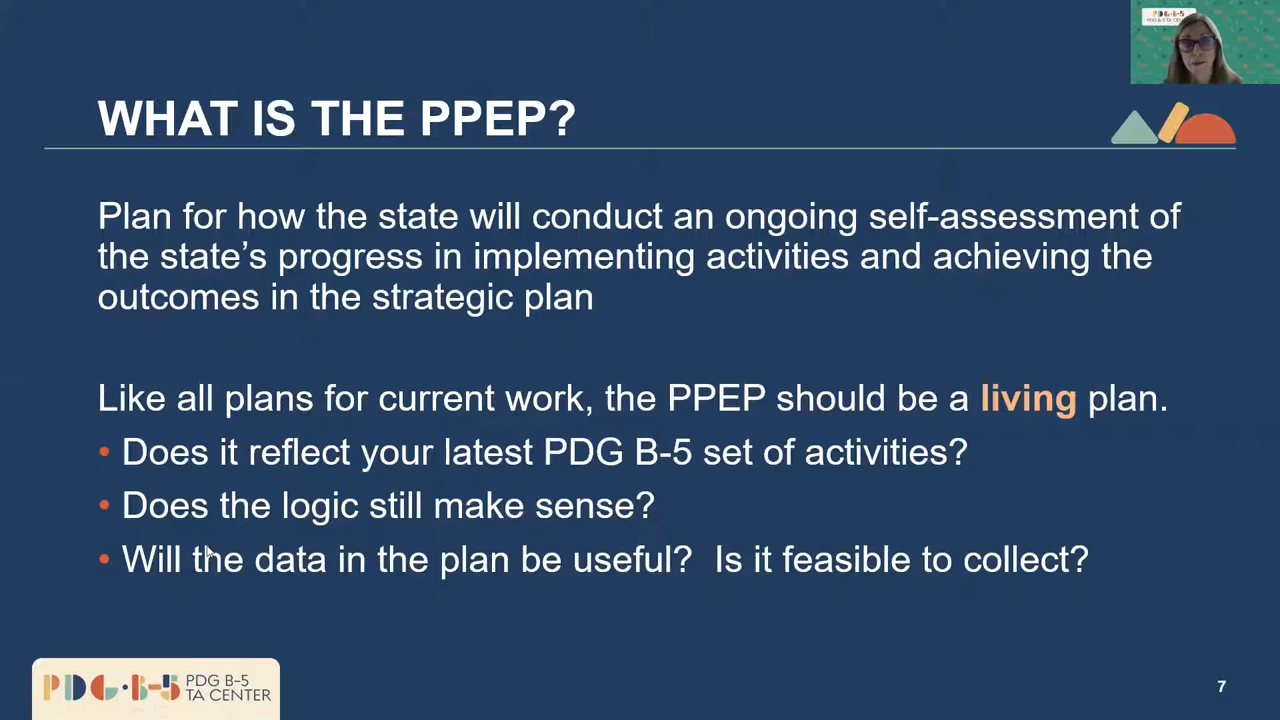 WHAT IS THE PPEP?
Plan for how the state will conduct an ongoing self-assessment of
the state’s progress in implementing activities and achieving the
outcomes in the strategic plan
Like all plans for current work, the PPEP should be a living plan.
• Does it reflect your latest PDG B-5 set of activities?
• Does the logic still make sense?
• Will the data in the plan be useful?  Is it feasible to collect?
PDG·B-5
PDG B-5
TA CENTER
7